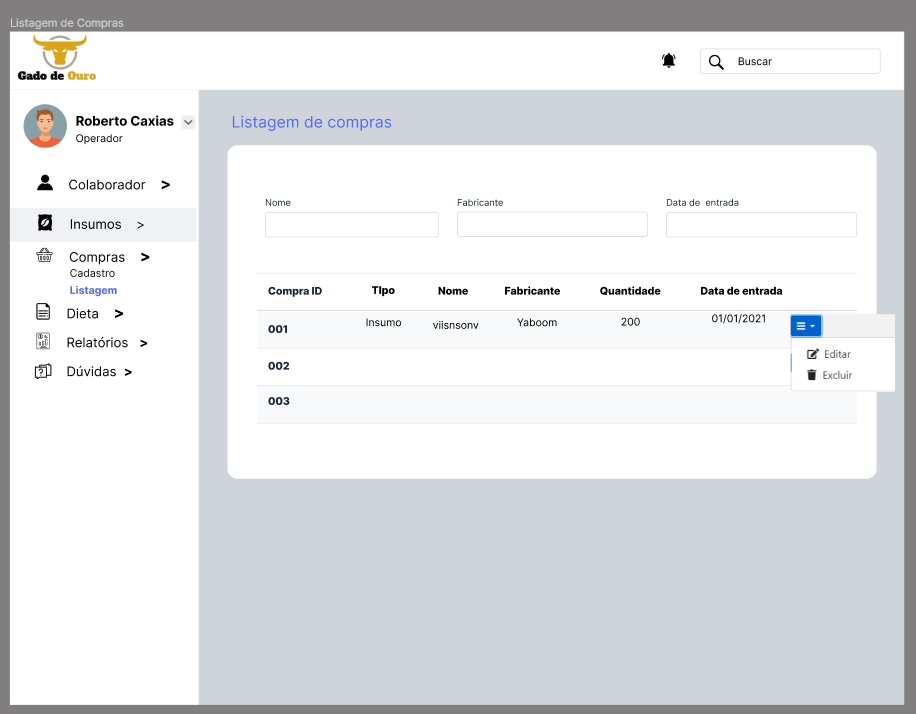 Listagem de Compras
Gado de Ouro
Buscar
Roberto Caxias
Operador
Colaborador >
Insumos >
Compras >
Cadastro
Listagem
Dieta >
Relatórios >
Dúvidas >
Listagem de compras
Nome Fabricante Data de entrada
Compra ID TIpo Nome Fabricante Quantidade Data de entrada
001 Insumo viisnsonv Yaboom 200 01/01/2021
Editar
002
Excluir
003